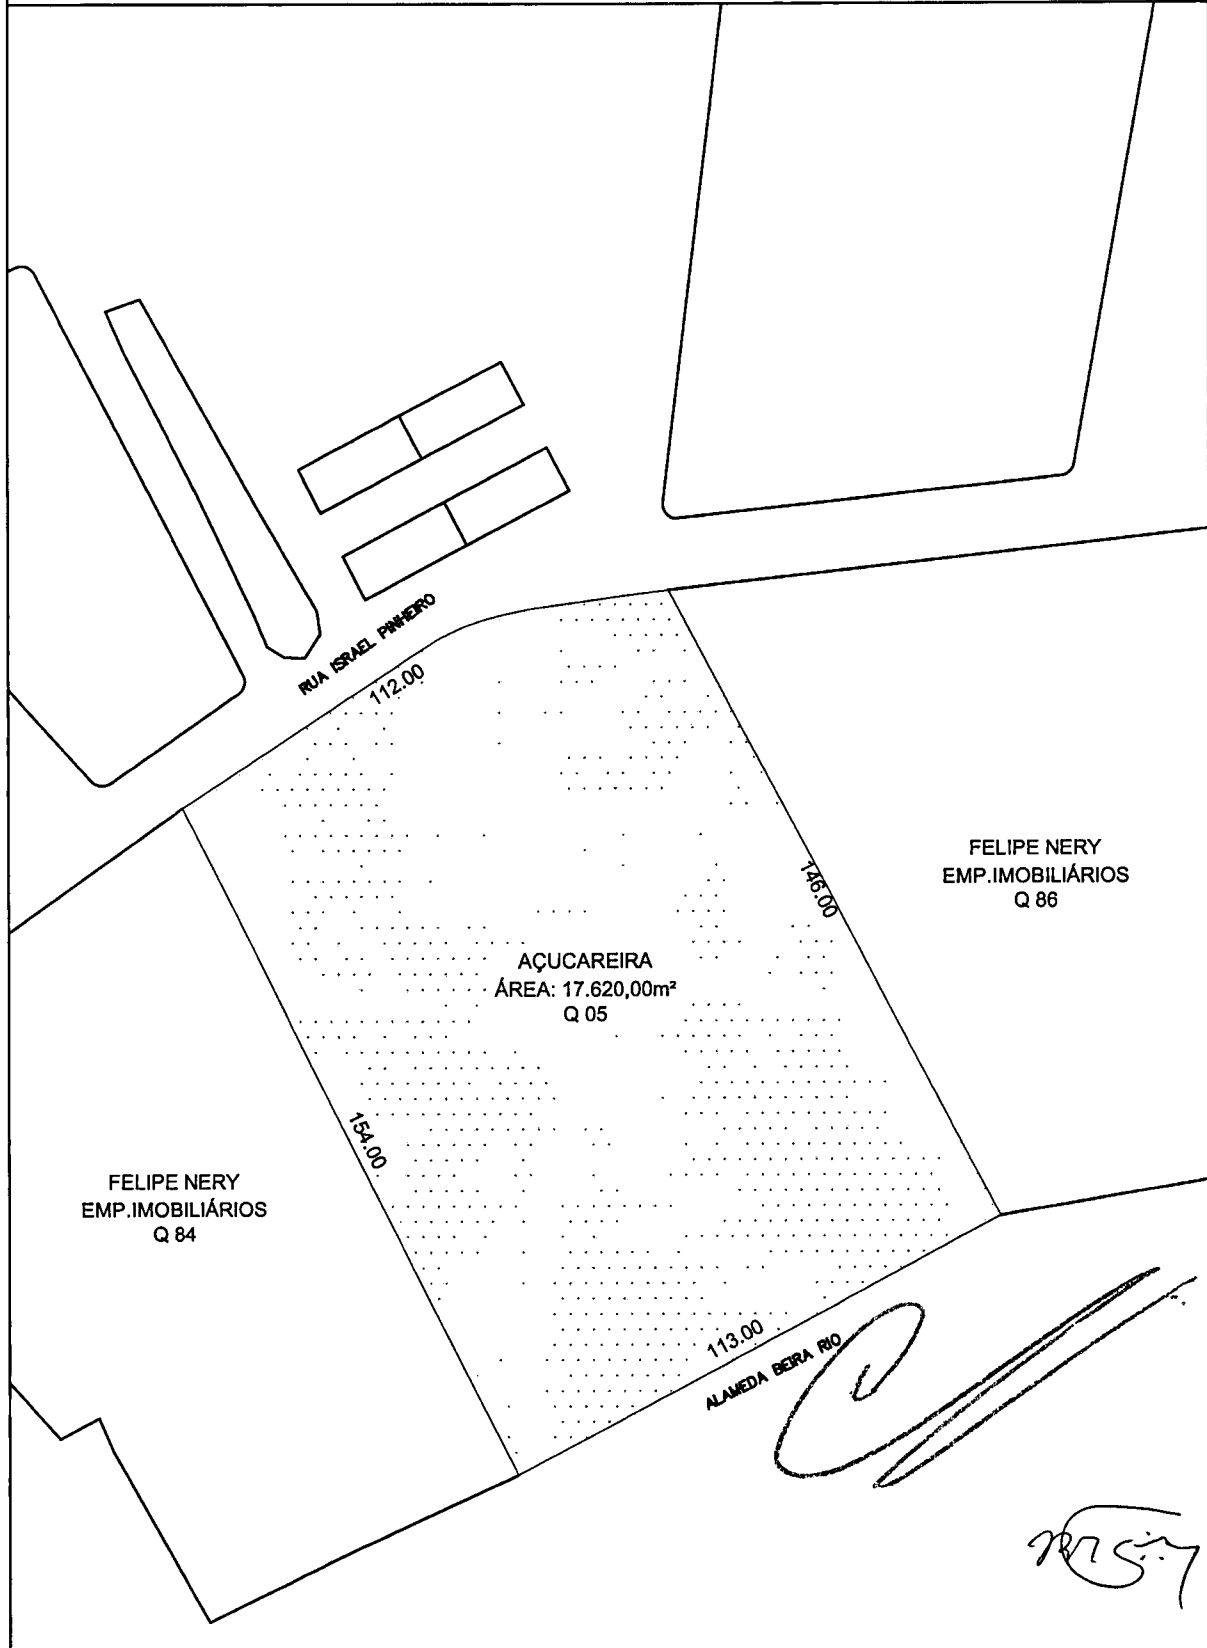 RUA ISRAEL PINHEIRO
112.00
FELIPE NERY
EMP.IMOBILIÁRIOS
Q 86
146.00
AÇUCAREIRA
ÁREA: 17.620,00m²
Q 05
154.00
FELIPE NERY
EMP.IMOBILIÁRIOS
Q 84
113.00
ALAMEDA BEIRA RIO